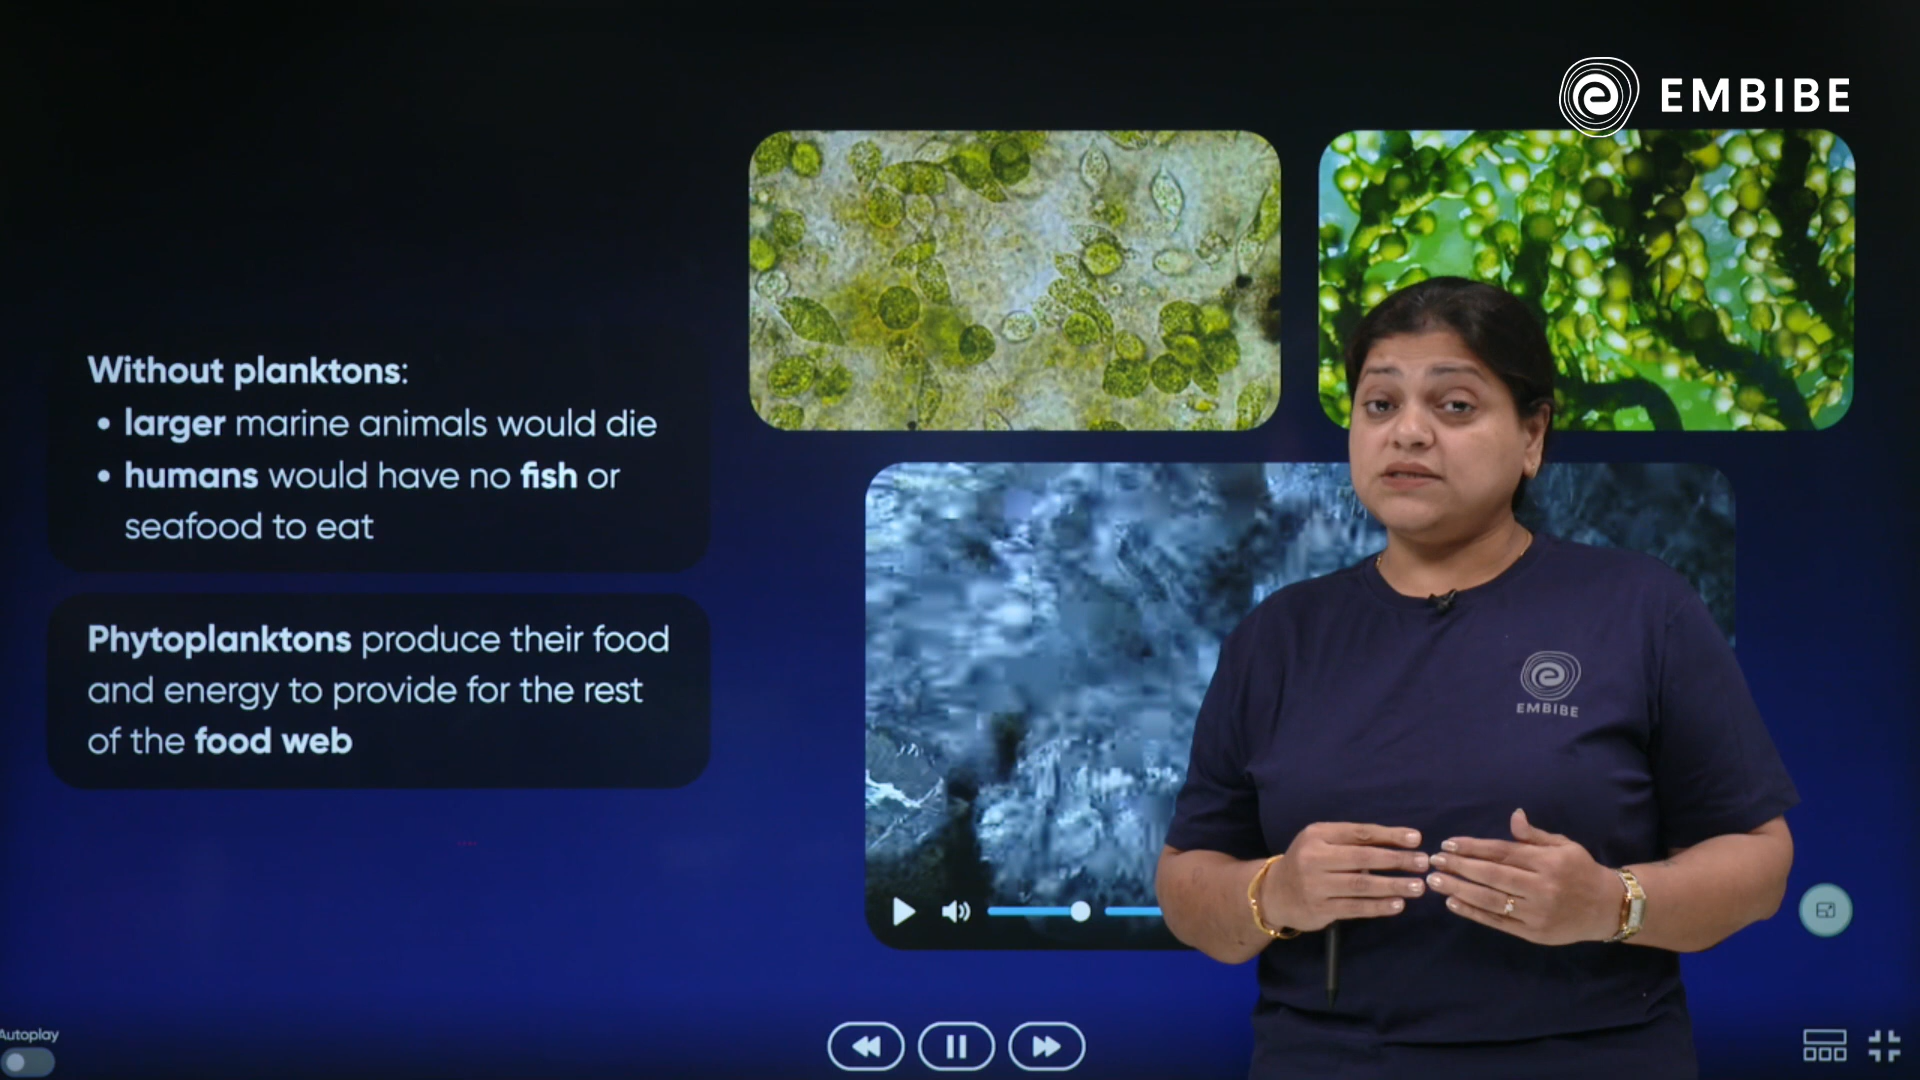 EMBIBE
Without planktons:
• larger marine animals would die
• humans would have no fish or
seafood to eat
Phytoplanktons produce their food
and energy to provide for the rest
of the food web
EMBIBE
Autoplay